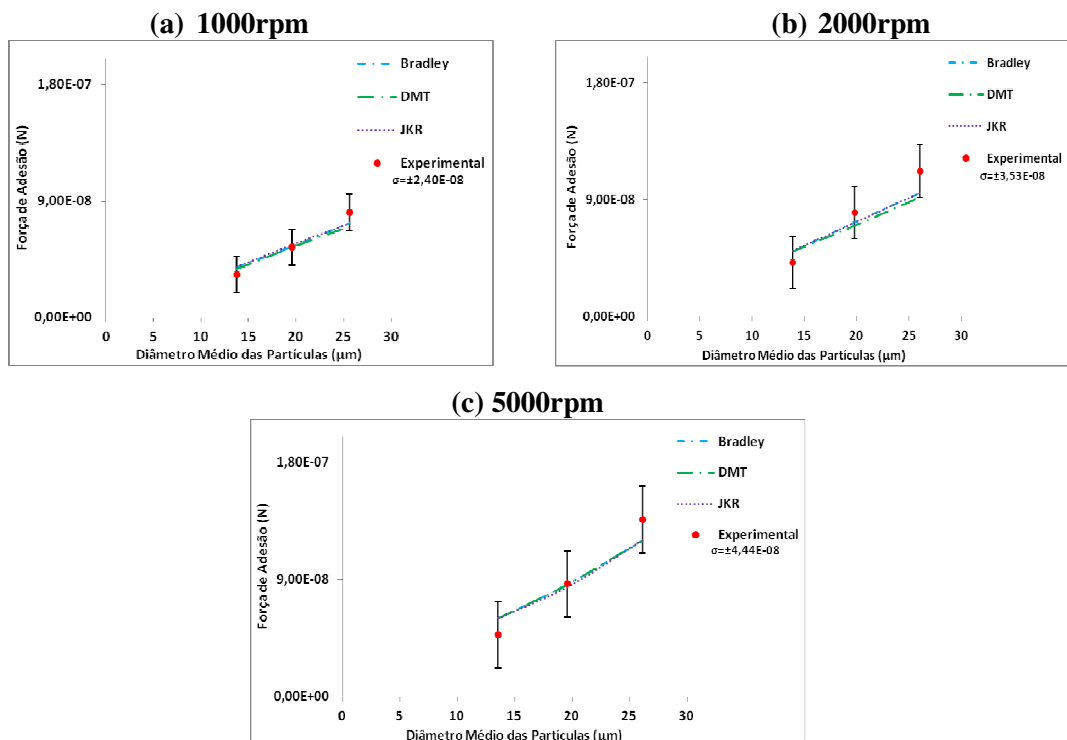 (a) 1000rpm
Força de Adesão (N)
1,80E-07
9,00E-08
0,00E+00
Bradley
DMT
JKR
Experimental
σ=±2,40E-08
0 5 10 15 20 25 30
Diâmetro Médio das Partículas (µm)
(b) 2000rpm
Força de Adesão (N)
1,80E-07
9,00E-08
0,00E+00
Bradley
DMT
JKR
Experimental
σ=±3,53E-08
0 5 10 15 20 25 30
Diâmetro Médio das Partículas (µm)
(c) 5000rpm
Força de Adesão (N)
1,80E-07
9,00E-08
0,00E+00
Bradley
DMT
JKR
Experimental
σ=±4,44E-08
0 5 10 15 20 25 30
Diâmetro Médio das Partículas (µm)